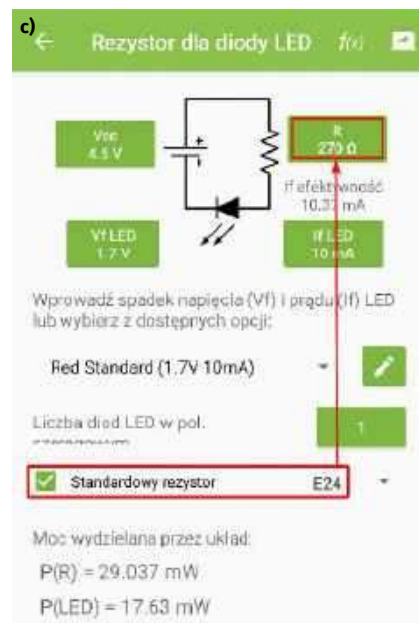 c)
Rezystor dla diody LED f(x)
Vcc
4.5 V
R
270 Ω
If efektywność
10.37 mA
Vf LED
1.7 V
If LED
10 mA
Wprowadź spadek napięcia (Vf) i prądu (If) LED
lub wybierz z dostępnych opcji:
Red Standard (1.7V 10mA)
Liczba diod LED w poł.
1
Standardowy rezystor E24
Moc wydzielana przez układ:
P(R) = 29.037 mW
P(LED) = 17.63 mW